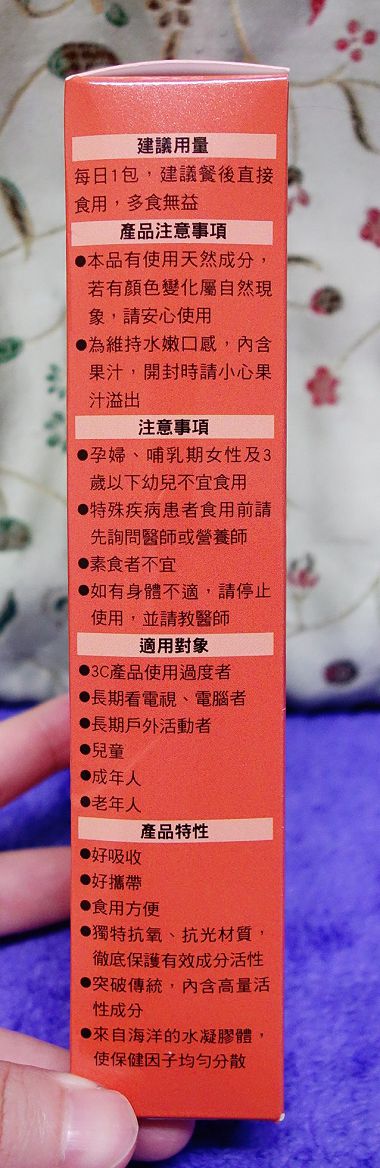 建議用量
每日1包，建議餐後直接
食用，多食無益
產品注意事項
●本品有使用天然成分，
若有顏色變化屬自然現
象，請安心使用
●為維持水嫩口感，內含
果汁，開封時請小心果
汁溢出
注意事項
●孕婦、哺乳期女性及3
歲以下幼兒不宜食用
●特殊疾病患者食用前請
先詢問醫師或營養師
●素食者不宜
●如有身體不適，請停止
使用，並請教醫師
適用對象
●3C產品使用過度者
●長期看電視、電腦者
●長期戶外活動者
●兒童
●成年人
●老年人
產品特性
●好吸收
●好攜帶
●食用方便
●獨特抗氧、抗光材質，
徹底保護有效成分活性
●突破傳統，內含高量活
性成分
●來自海洋的水凝膠體，
使保健因子均勻分散